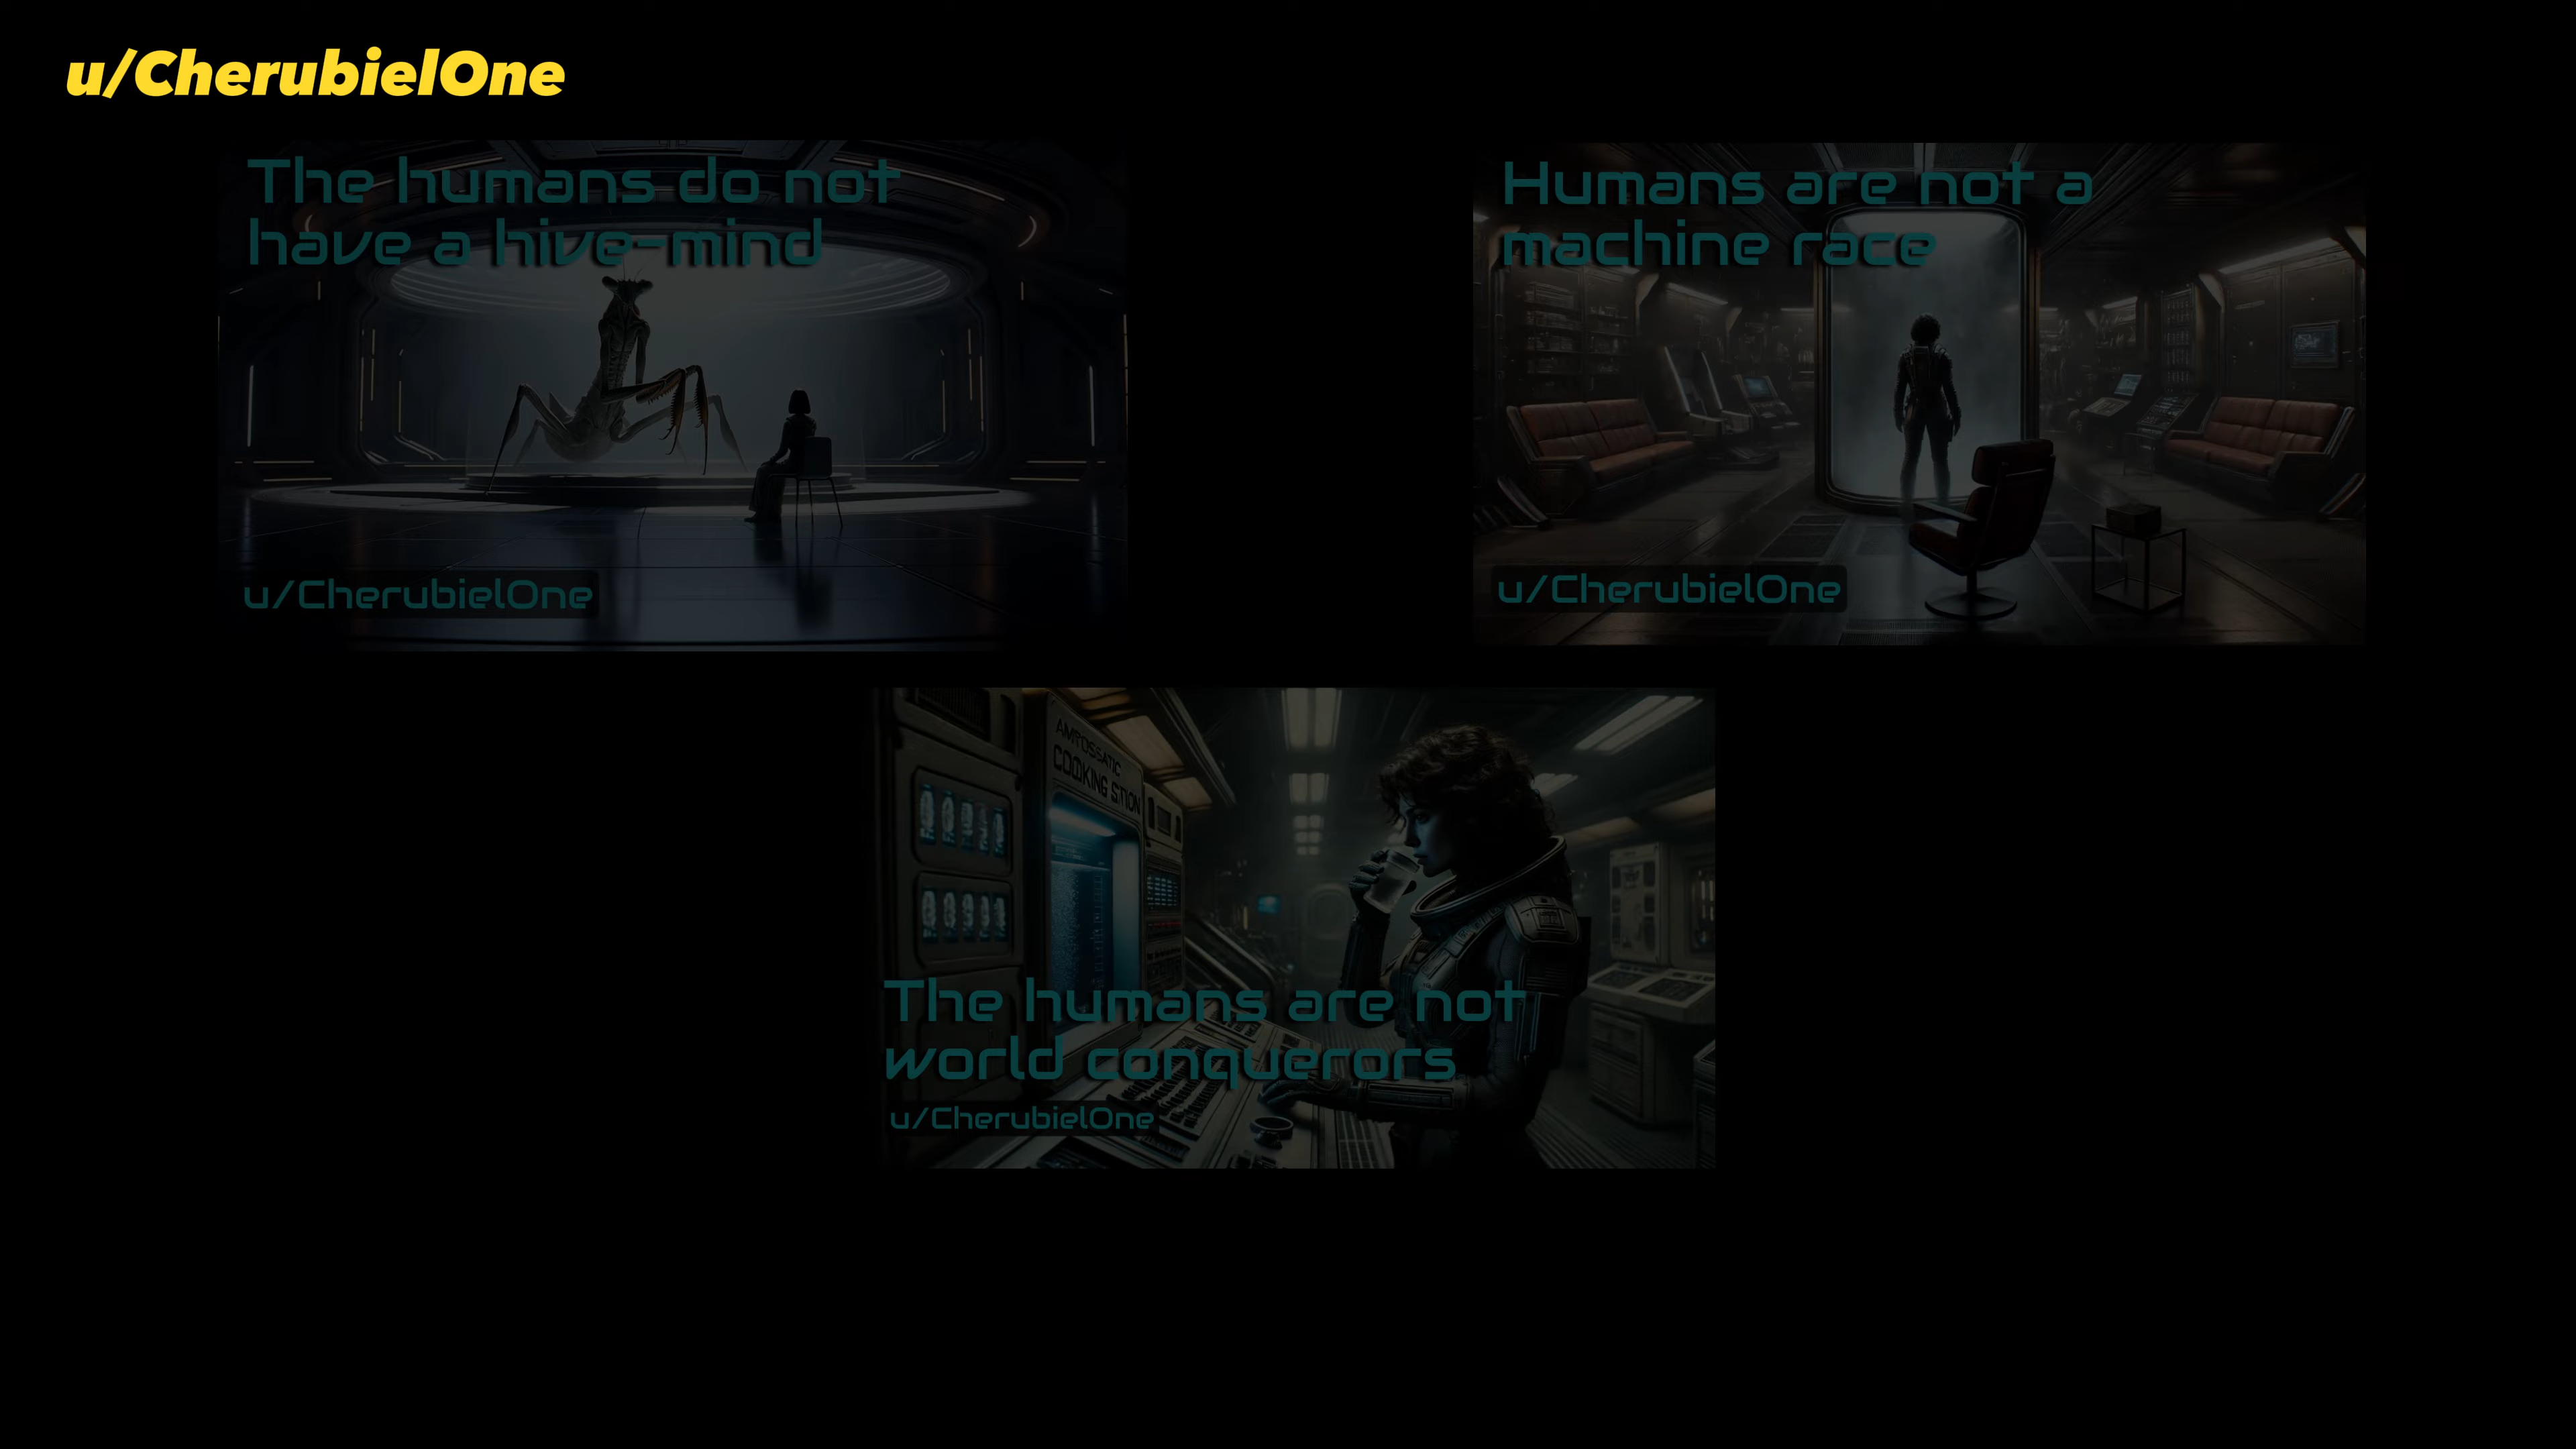 u/CherubielOne
The humans do not
have a hive-mind
u/CherubielOne
Humans are not a
machine race
u/CherubielOne
COOKING
The humans are not
world conquerors
u/CherubielOne